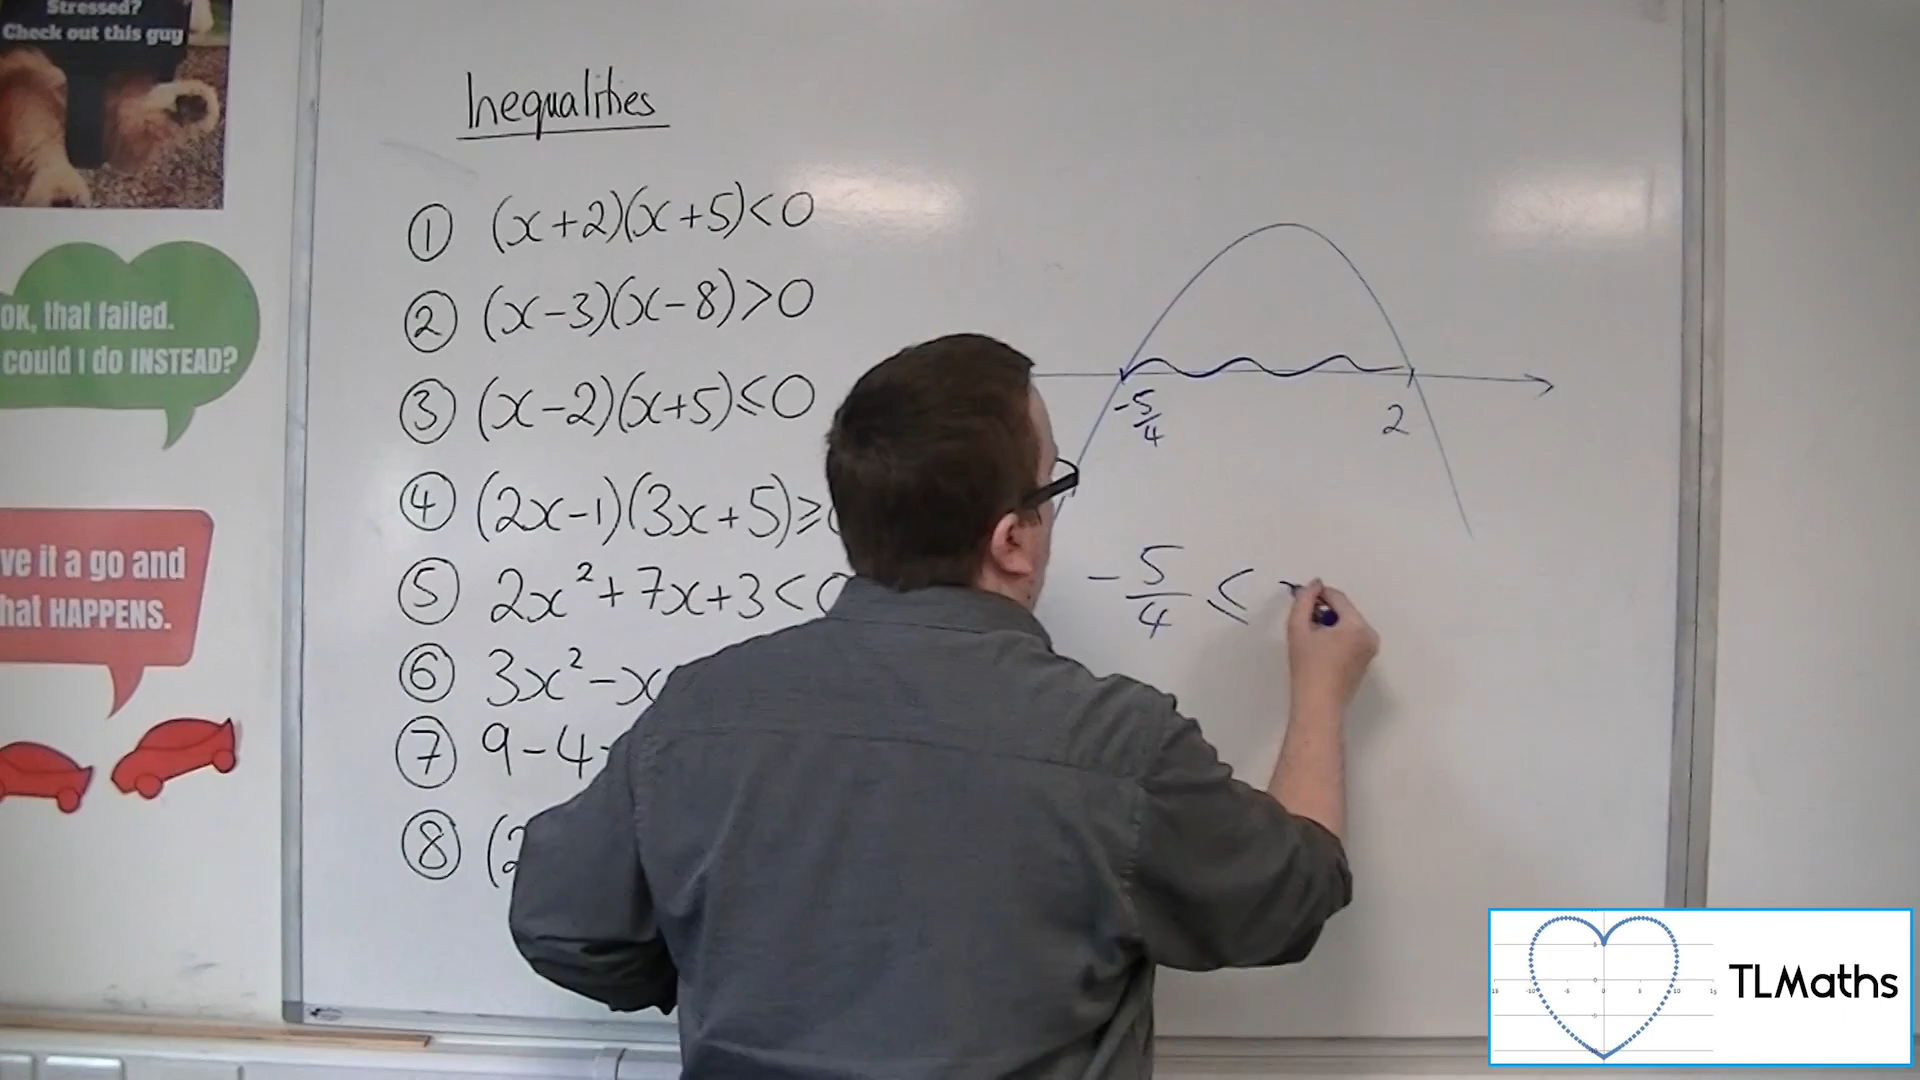 Stressed?
Check out this guy
OK, that failed.
could I do INSTEAD?
ve it a go and
hat HAPPENS.
Inequalities
① (x+2)(x+5)<0
② (x-3)(x-8)>0
③ (x-2)(x+5)≤0
④ (2x-1)(3x+5)≥
⑤ 2x²+7x+3<0
⑥ 3x²-x
⑦ 9-4
⑧ (2
-5/4 2
-5/4 ≤
TLMaths